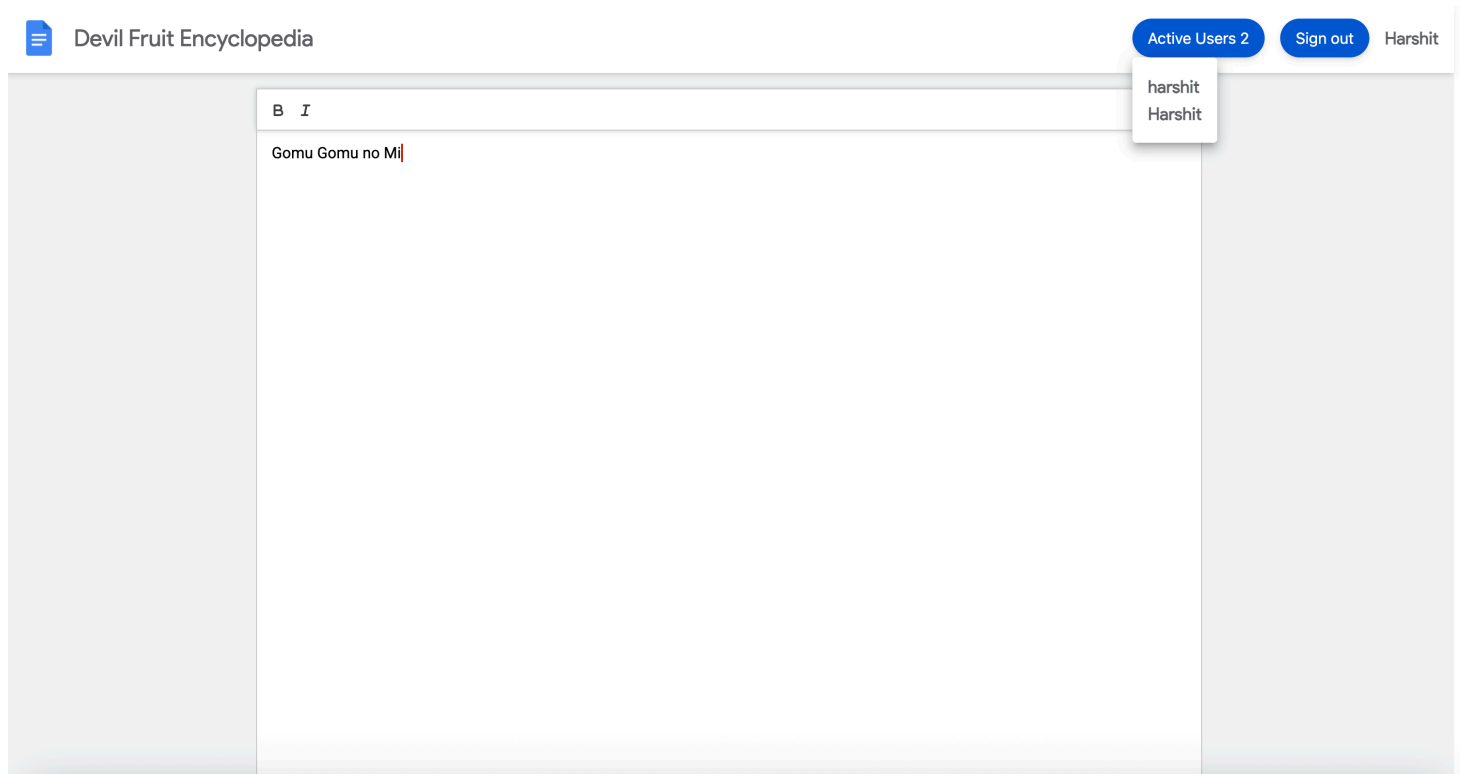 Devil Fruit Encyclopedia
Active Users 2
Sign out
Harshit
harshit
Harshit
B I
Gomu Gomu no Mi